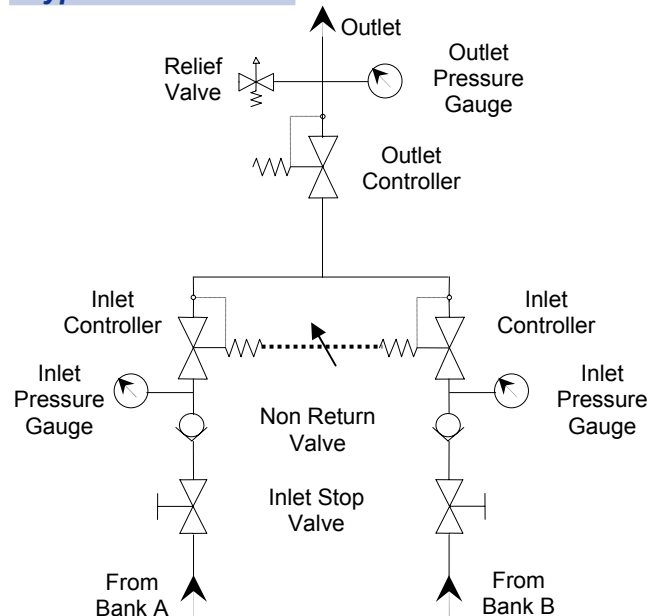 Outlet
Relief
Valve
Outlet
Pressure
Gauge
Outlet
Controller
Inlet
Controller
Inlet
Controller
Inlet
Pressure
Gauge
Inlet
Pressure
Gauge
Non Return
Valve
Inlet Stop
Valve
From
Bank A
From
Bank B